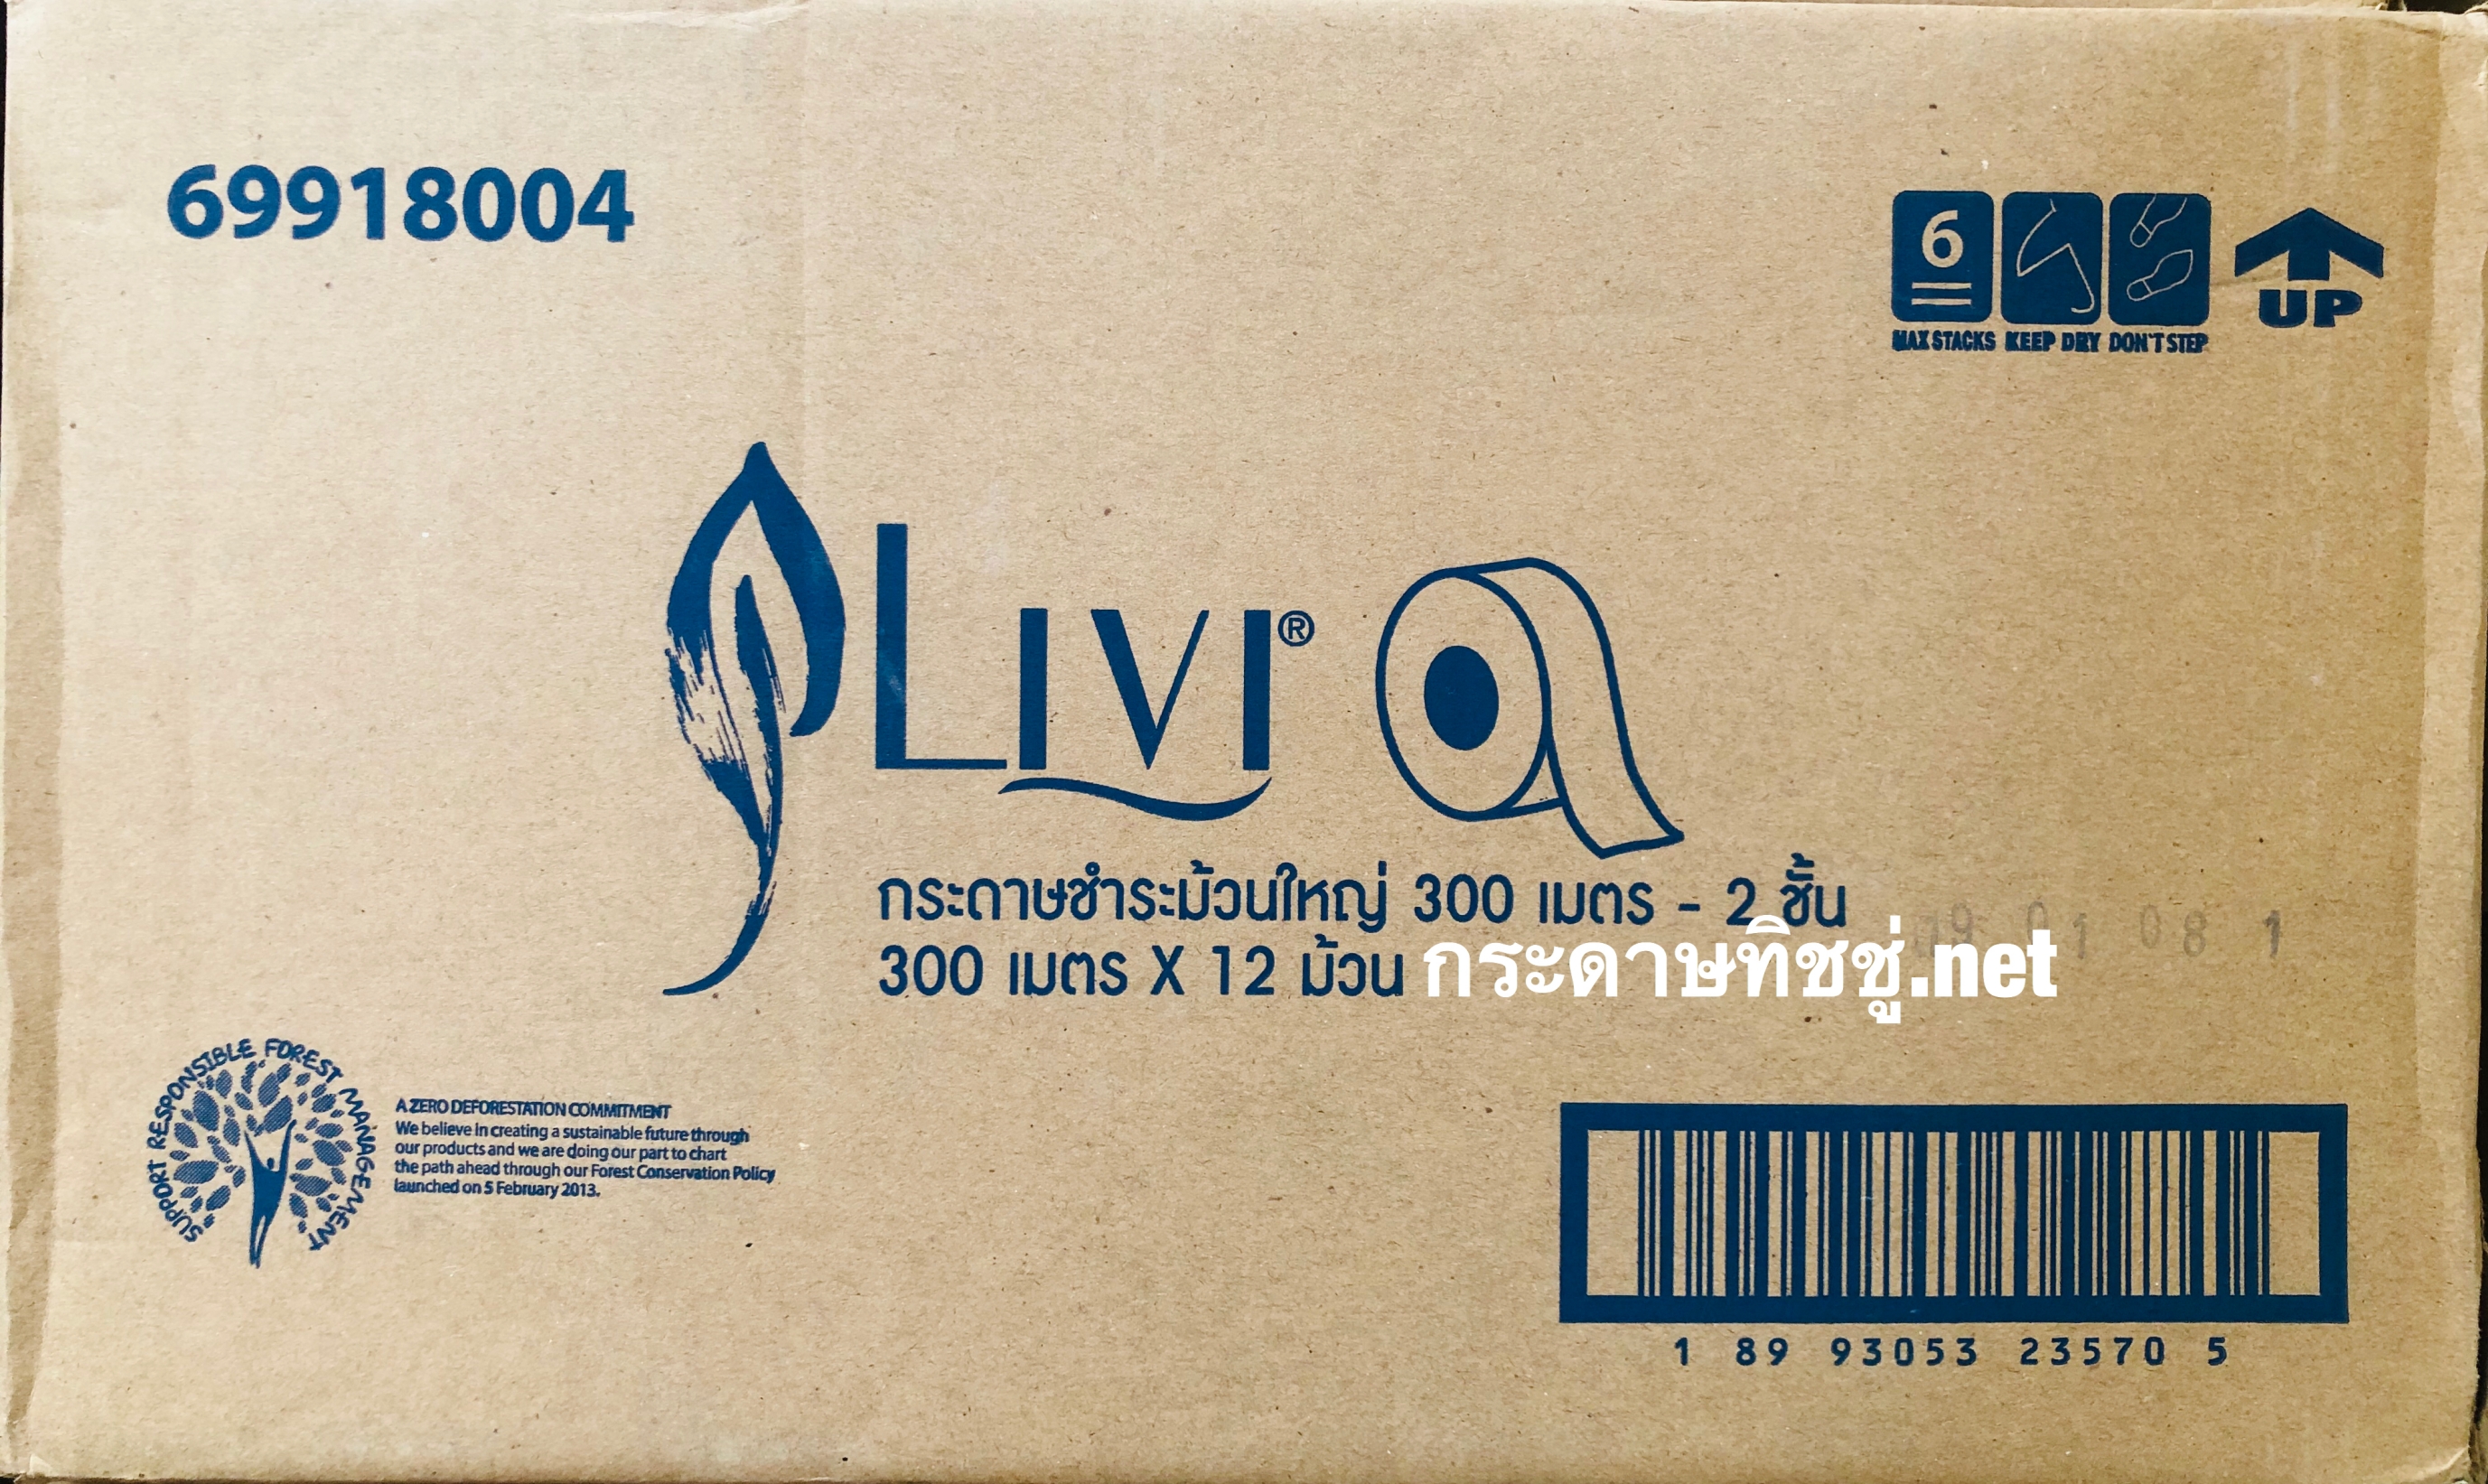 69918004
6
MAX STACKS KEEP DRY DON'T STEP
UP
LIVI®
กระดาษชำระม้วนใหญ่ 300 เมตร - 2 ชั้น
300 เมตร X 12 ม้วน
กระดาษทิชชู่.net
SUPPORT RESPONSIBLE FOREST MANAGEMENT
A ZERO DEFORESTATION COMMITMENT
We believe in creating a sustainable future through
our products and we are doing our part to chart
the path ahead through our Forest Conservation Policy
launched on 5 February 2013.
1 89 93053 23570 5